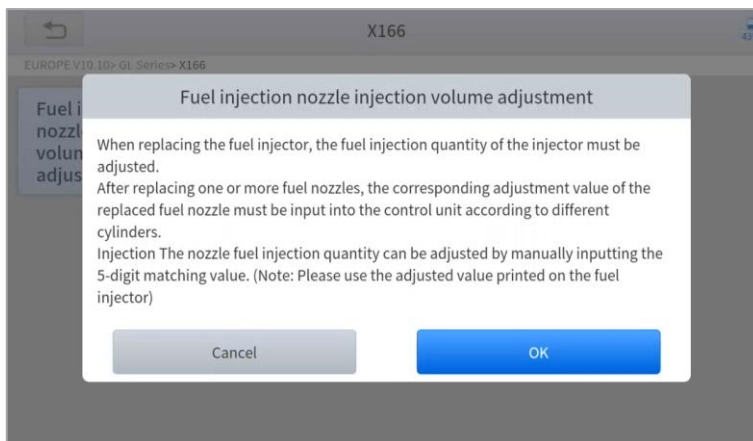 X166
EUROPE.V10.10> GL Series> X166
Fuel injection nozzle injection volume adjustment
Fuel i
nozzl
volun
adjus
When replacing the fuel injector, the fuel injection quantity of the injector must be
adjusted.
After replacing one or more fuel nozzles, the corresponding adjustment value of the
replaced fuel nozzle must be input into the control unit according to different
cylinders.
Injection The nozzle fuel injection quantity can be adjusted by manually inputting the
5-digit matching value. (Note: Please use the adjusted value printed on the fuel
injector)
Cancel
OK